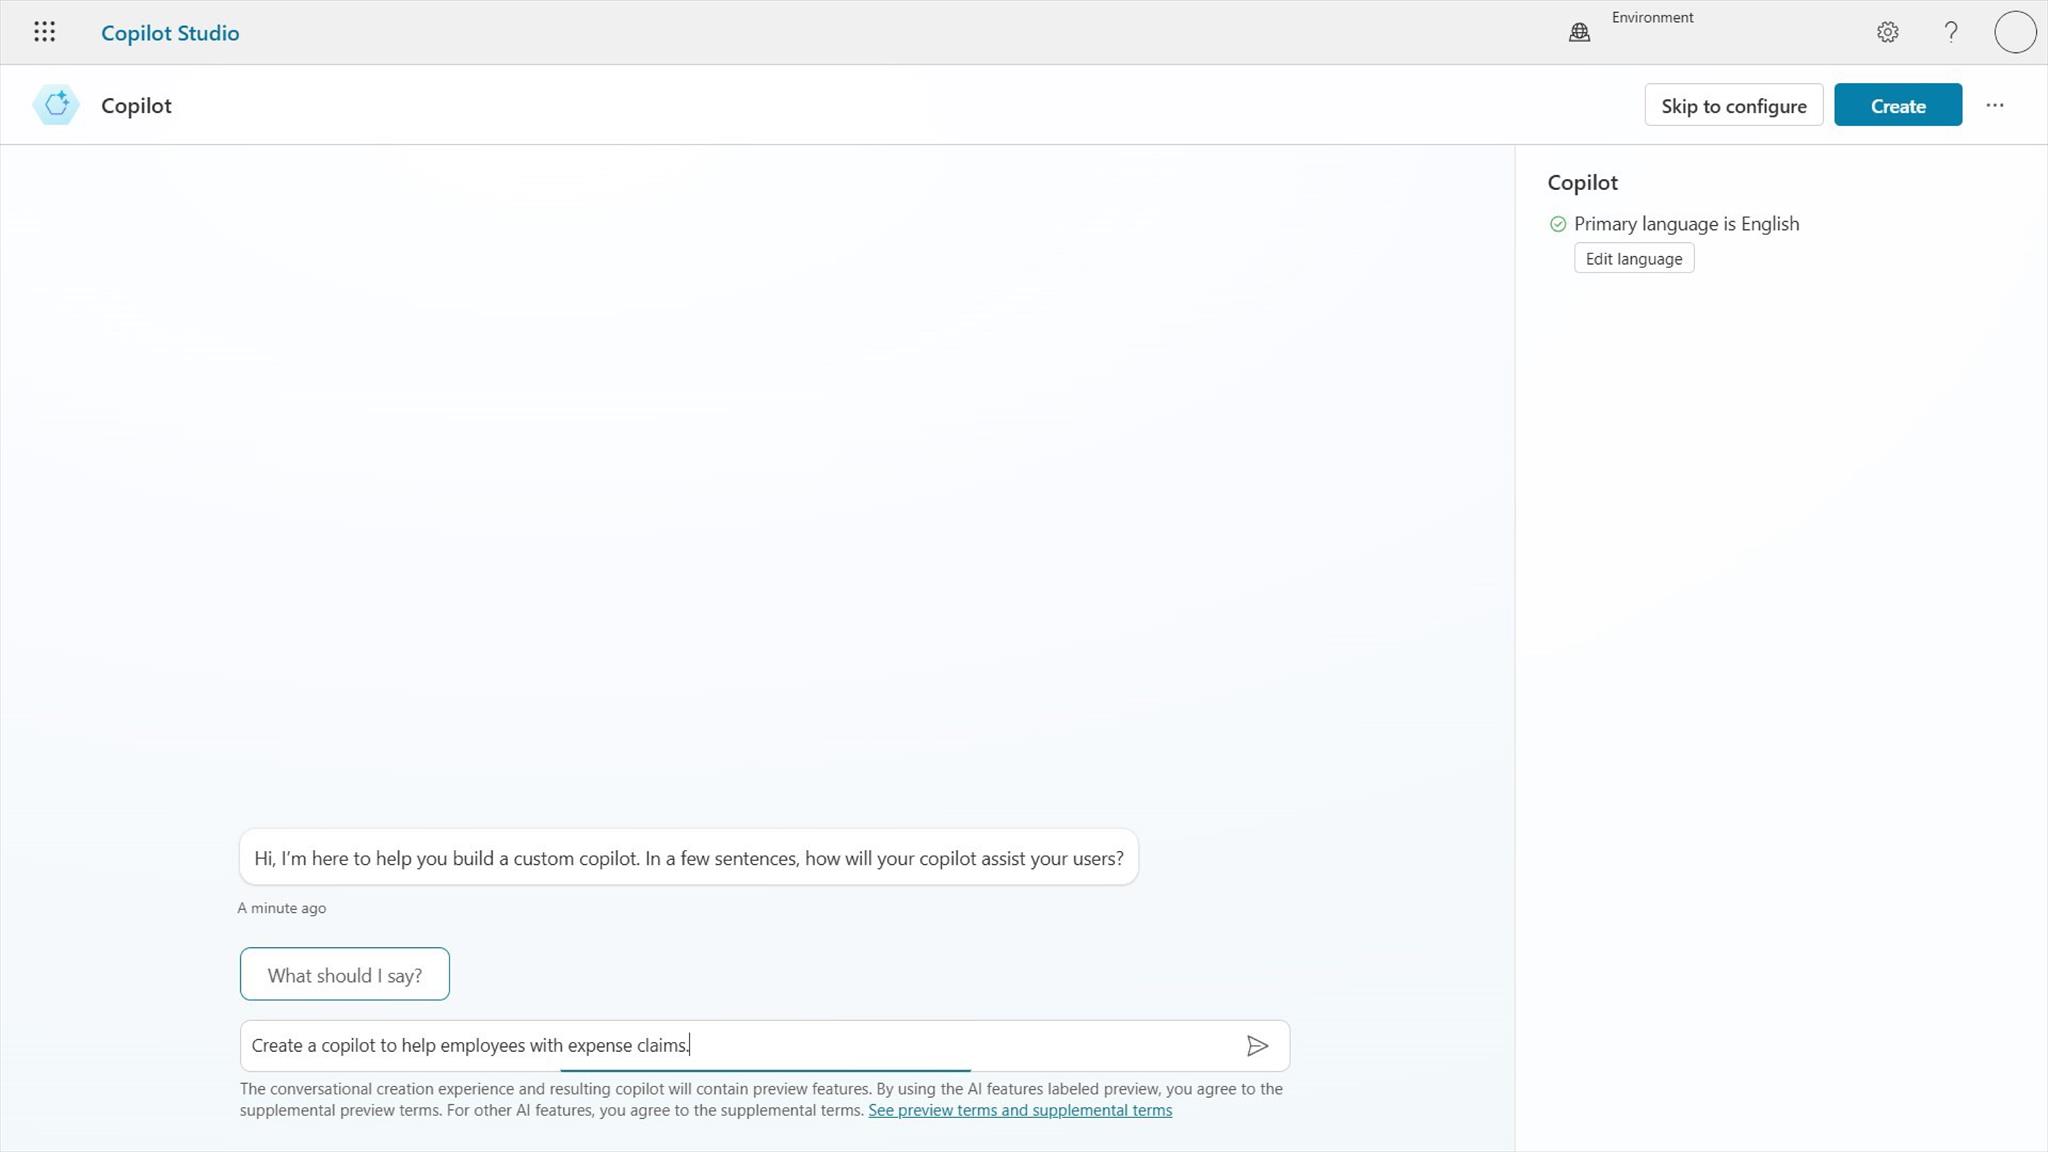 Copilot Studio
Environment
Copilot
Skip to configure
Create
Copilot
Primary language is English
Edit language
Hi, I’m here to help you build a custom copilot. In a few sentences, how will your copilot assist your users?
A minute ago
What should I say?
Create a copilot to help employees with expense claims.
The conversational creation experience and resulting copilot will contain preview features. By using the AI features labeled preview, you agree to the
supplemental preview terms. For other AI features, you agree to the supplemental terms. See preview terms and supplemental terms